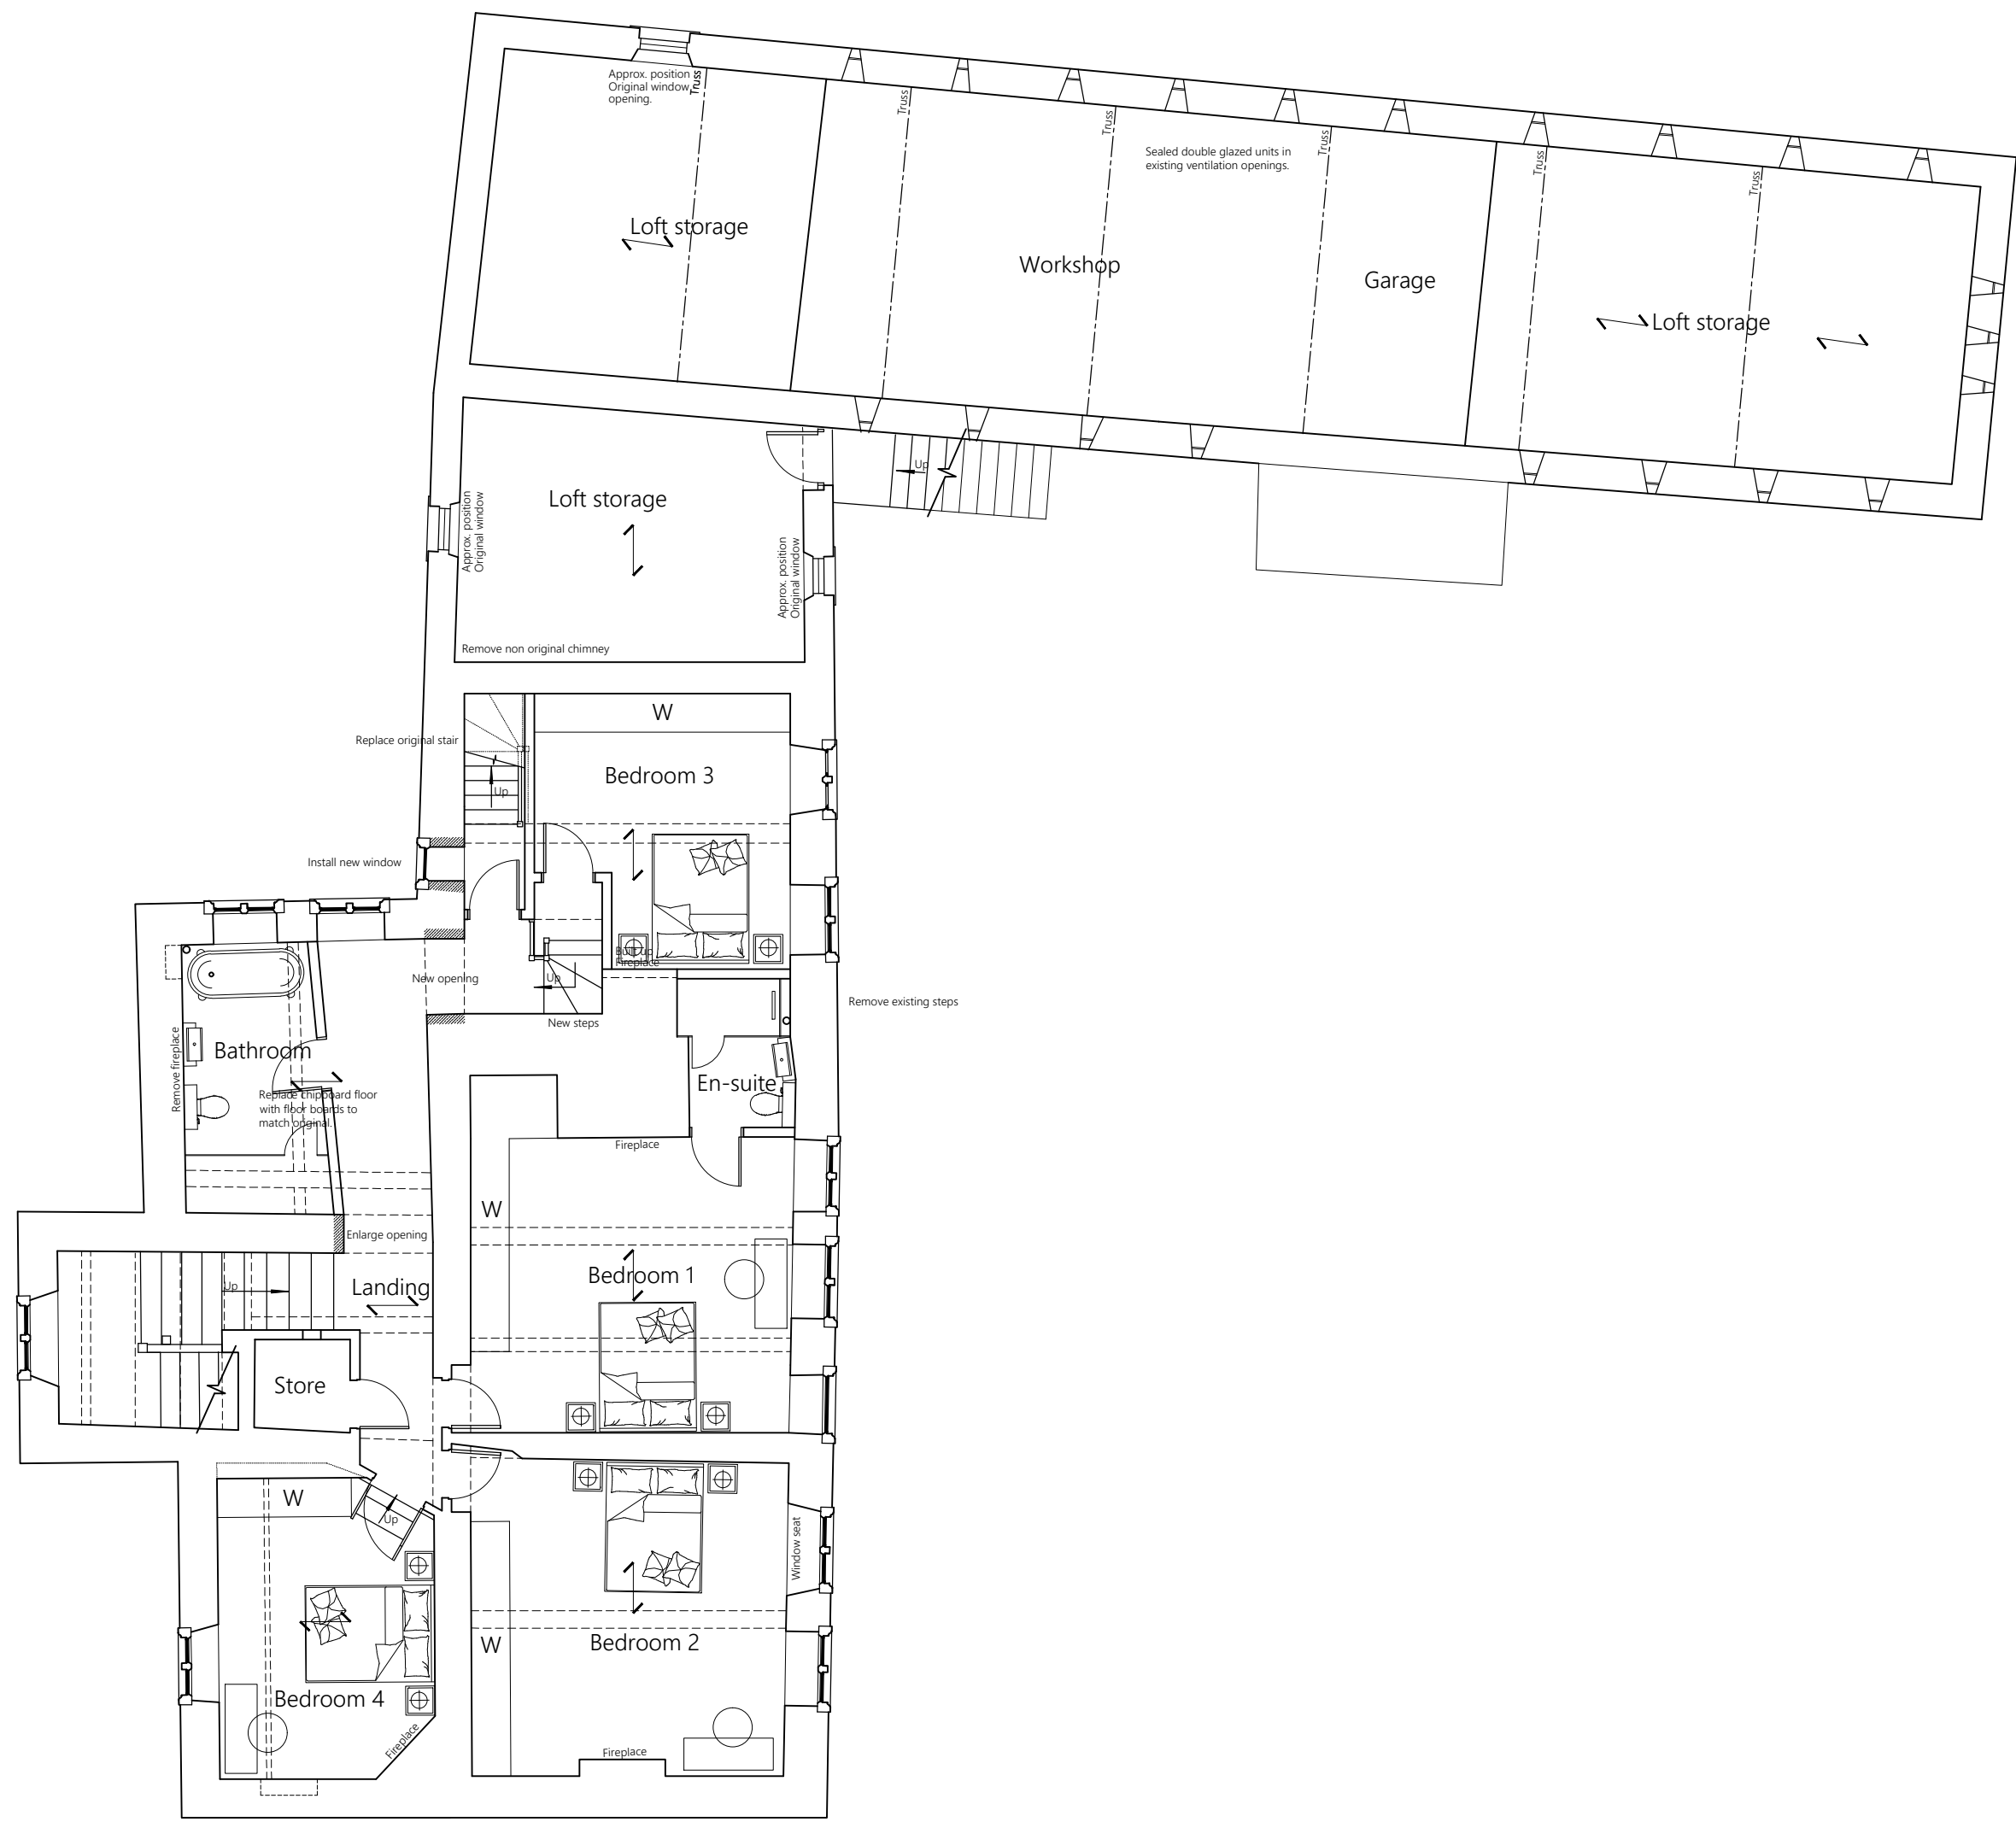 Approx. position
Original window
opening.
Truss
Truss
Truss
Truss
Truss
Truss
Sealed double glazed units in
existing ventilation openings.
Loft storage
Workshop
Garage
Loft storage
Up
Loft storage
Approx. position
Original window
Approx. position
Original window
Remove non original chimney
W
Replace original stair
Bedroom 3
Up
Install new window
Built up
Fireplace
New opening
Up
New steps
Remove existing steps
Remove fireplace
Bathroom
En-suite
Replace chipboard floor
with floor boards to
match original.
Fireplace
W
Enlarge opening
Up
Landing
Bedroom 1
Store
W
Up
Window seat
W
Bedroom 2
Bedroom 4
Fireplace
Fireplace